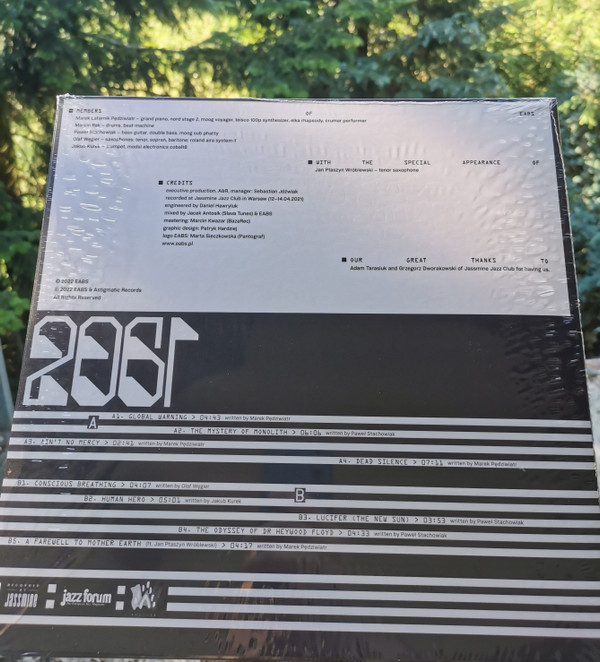 MEMBERS OF EABS
Marek Latarnik Pędziwiatr – grand piano, nord stage 2, moog voyager, teisco 100p synthesizer, elka rhapsody, crumar performer
Marcin Rak – drums, beat machine
Paweł Stachowiak – bass guitar, double bass, moog sub phatty
Olaf Węgier – saxophones: tenor, soprano, baritone, roland aira system-1
Jakub Kurek – trumpet, modal electronics cobalt8
WITH THE SPECIAL APPEARANCE OF
Jan Ptaszyn Wróblewski – tenor saxophone
CREDITS
executive production, A&R, manager: Sebastian Jóźwiak
recorded at Jassmine Jazz Club in Warsaw (12–14.04.2021)
engineered by Daniel Hawryluk
mixed by Jacek Antosik (Slave Tunes) & EABS
mastering: Marcin Kwazar (BazzRec)
graphic design: Patryk Hardziej
logo EABS: Marta Sieczkowska (Pantograf)
www.eabs.pl
OUR GREAT THANKS TO
Adam Tarasiuk and Grzegorz Dworakowski of Jassmine Jazz Club for having us.
© 2022 EABS
℗ 2022 EABS & Astigmatic Records
All Rights Reserved
2061
A
A1. GLOBAL WARNING > 04:43 written by Marek Pędziwiatr
A2. THE MYSTERY OF MONOLITH > 06:06 written by Paweł Stachowiak
A3. AIN'T NO MERCY > 02:41 written by Marek Pędziwiatr
A4. DEAD SILENCE > 07:11 written by Marek Pędziwiatr
B1. CONSCIOUS BREATHING > 04:07 written by Olaf Węgier
B
B2. HUMAN HERO > 05:01 written by Jakub Kurek
B3. LUCIFER (THE NEW SUN) > 03:53 written by Paweł Stachowiak
B4. THE ODYSSEY OF DR HEYWOOD FLOYD > 04:33 written by Paweł Stachowiak
B5. A FAREWELL TO MOTHER EARTH (ft. Jan Ptaszyn Wróblewski) > 04:17 written by Marek Pędziwiatr
RECORDED
AT
jassmine
jazz forum